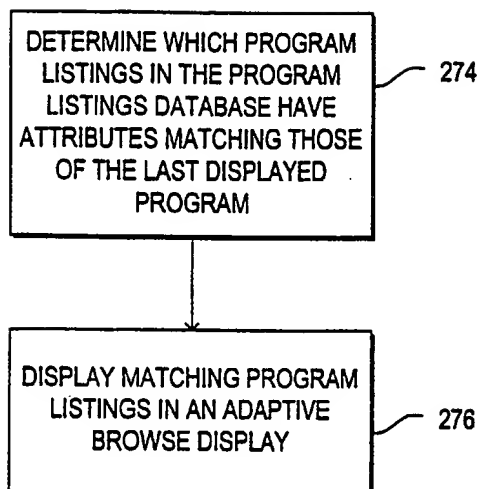 DETERMINE WHICH PROGRAM
LISTINGS IN THE PROGRAM
LISTINGS DATABASE HAVE
ATTRIBUTES MATCHING THOSE
OF THE LAST DISPLAYED
PROGRAM
274
DISPLAY MATCHING PROGRAM
LISTINGS IN AN ADAPTIVE
BROWSE DISPLAY
276